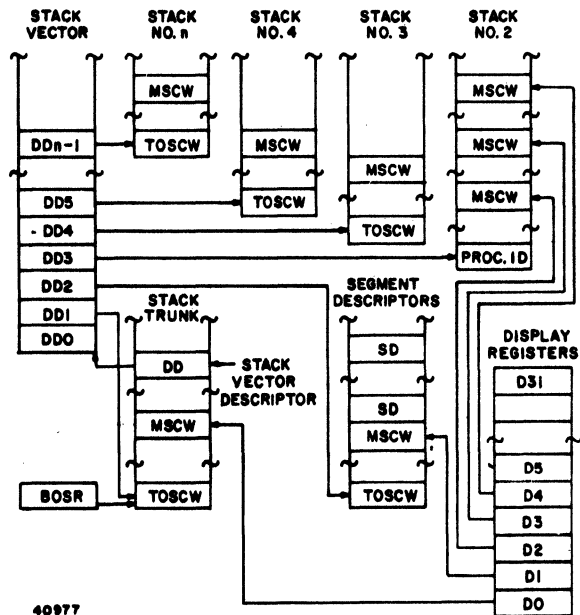 STACK VECTOR
STACK NO. n
STACK NO. 4
STACK NO. 3
STACK NO. 2
MSCW
MSCW
DDn-1
TOSCW
MSCW
MSCW
MSCW
MSCW
DD5
TOSCW
DD4
TOSCW
DD3
PROC. ID
DD2
STACK TRUNK
SEGMENT DESCRIPTORS
DD1
DD0
DD
STACK VECTOR DESCRIPTOR
SD
DISPLAY REGISTERS
D31
MSCW
SD
MSCW
D5
BOSR
TOSCW
TOSCW
D4
D3
D2
D1
D0
40977